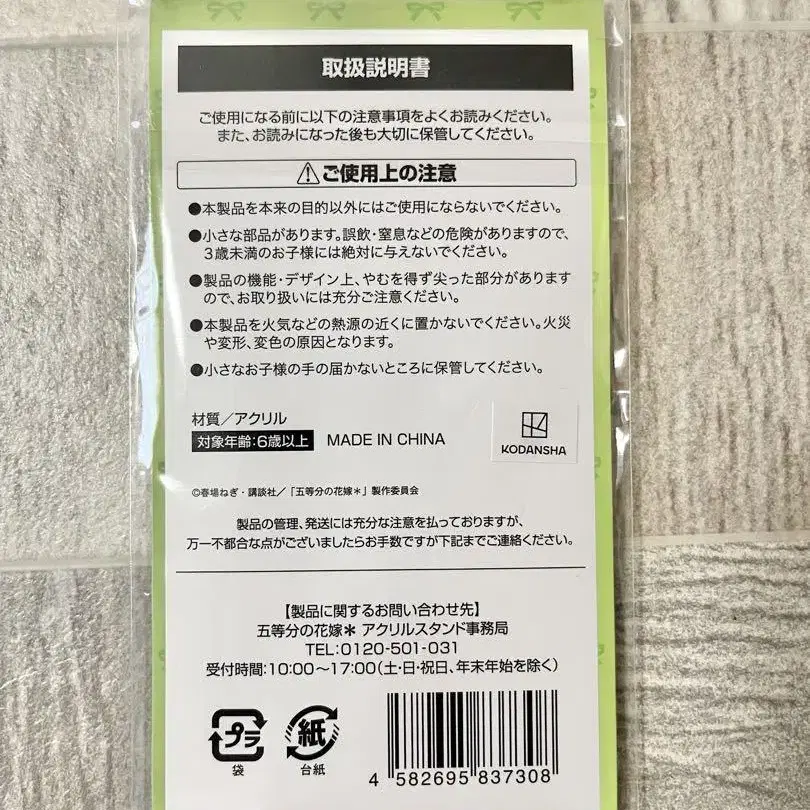 取扱説明書
ご使用になる前に以下の注意事項をよくお読みください。
また、お読みになった後も大切に保管してください。
⚠ご使用上の注意
●本製品を本来の目的以外にはご使用にならないでください。
●小さな部品があります。誤飲・窒息などの危険がありますので、
３歳未満のお子様には絶対に与えないでください。
●製品の機能・デザイン上、やむを得ず尖った部分があります
ので、お取り扱いには充分ご注意ください。
●本製品を火気などの熱源の近くに置かないでください。火災
や変形、変色の原因となります。
●小さなお子様の手の届かないところに保管してください。
材質／アクリル
対象年齢:6歳以上 MADE IN CHINA
KODANSHA
©春場ねぎ・講談社／「五等分の花嫁＊」製作委員会
製品の管理、発送には充分な注意を払っておりますが、
万一不都合な点がございましたらお手数ですが下記までご連絡ください。
【製品に関するお問い合わせ先】
五等分の花嫁＊ アクリルスタンド事務局
TEL:0120-501-031
受付時間:10:00〜17:00(土・日・祝日、年末年始を除く)
プラ 紙
袋 台紙
4 582695 837308